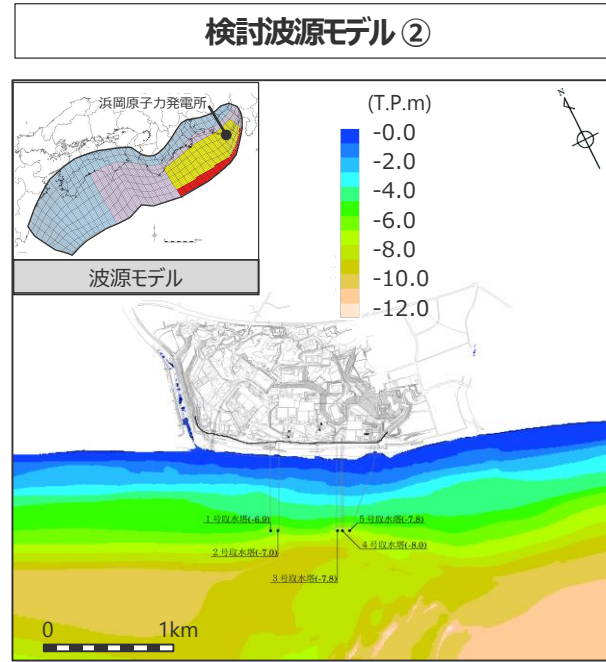 検討波源モデル②
浜岡原子力発電所
波源モデル
(T.P.m)
-0.0
-2.0
-4.0
-6.0
-8.0
-10.0
-12.0
N
1号取水塔(-6.9)
5号取水塔(-7.8)
2号取水塔(-7.0)
4号取水塔(-8.0)
3号取水塔(-7.8)
0 1km